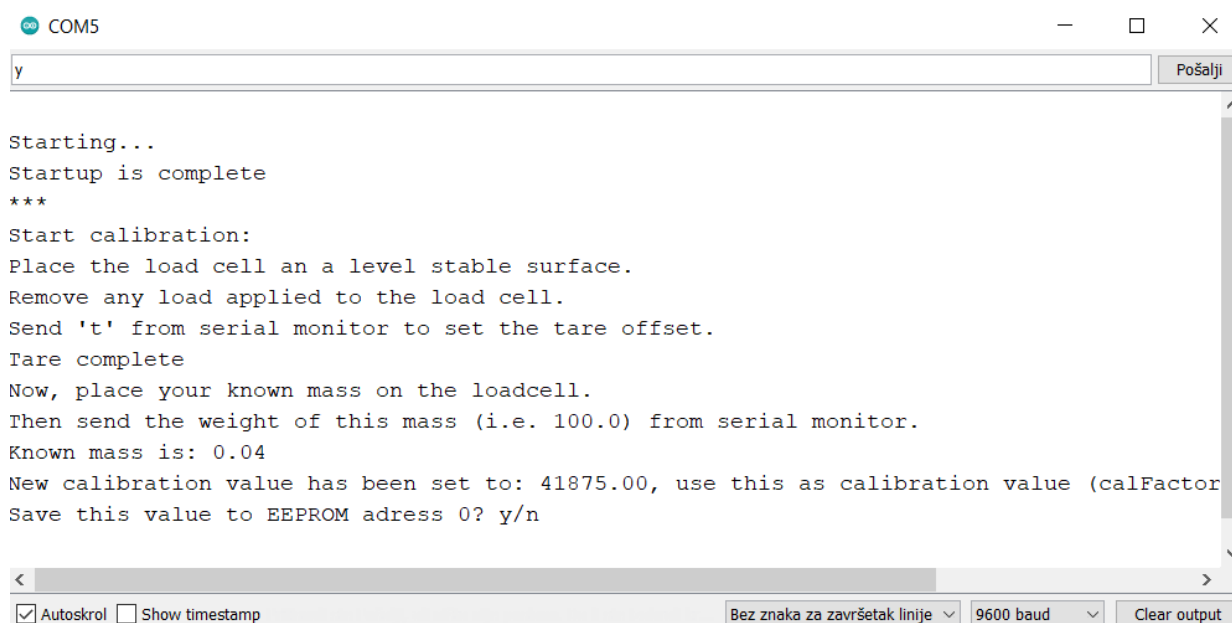 COM5
y
Pošalji
Starting...
Startup is complete
***
Start calibration:
Place the load cell an a level stable surface.
Remove any load applied to the load cell.
Send 't' from serial monitor to set the tare offset.
Tare complete
Now, place your known mass on the loadcell.
Then send the weight of this mass (i.e. 100.0) from serial monitor.
Known mass is: 0.04
New calibration value has been set to: 41875.00, use this as calibration value (calFactor
Save this value to EEPROM adress 0? y/n
Autoskrol Show timestamp Bez znaka za završetak linije 9600 baud Clear output